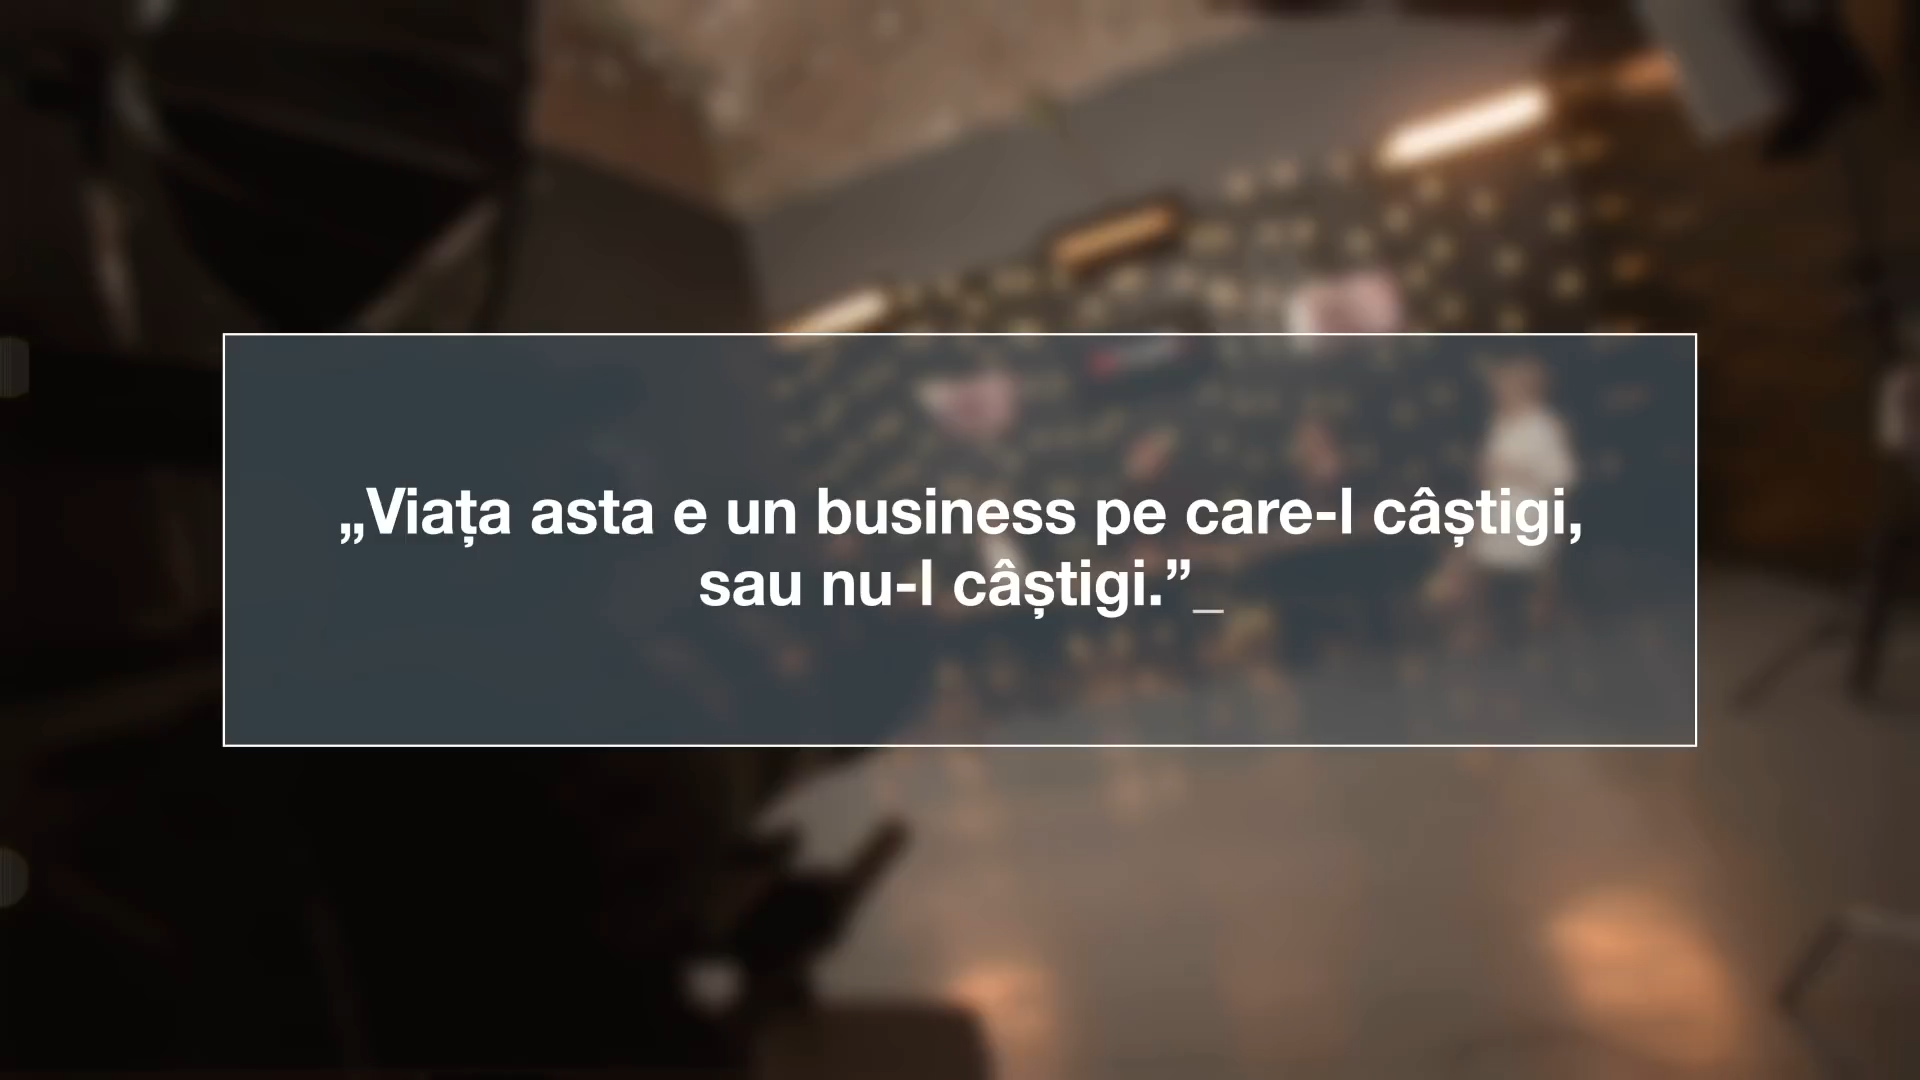 „Viața asta e un business pe care-l câștigi,
sau nu-l câștigi.”_